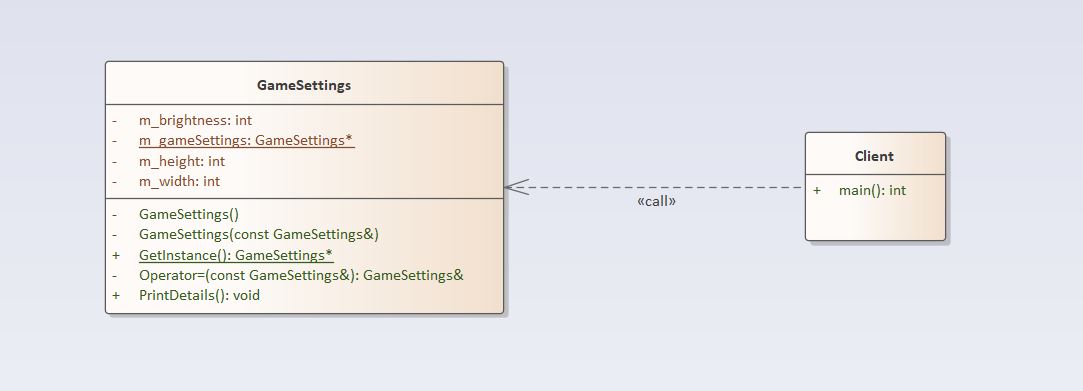 GameSettings
- m_brightness: int
- m_gameSettings: GameSettings*
- m_height: int
- m_width: int
- GameSettings()
- GameSettings(const GameSettings&)
+ GetInstance(): GameSettings*
- Operator=(const GameSettings&): GameSettings&
+ PrintDetails(): void
«call»
Client
+ main(): int